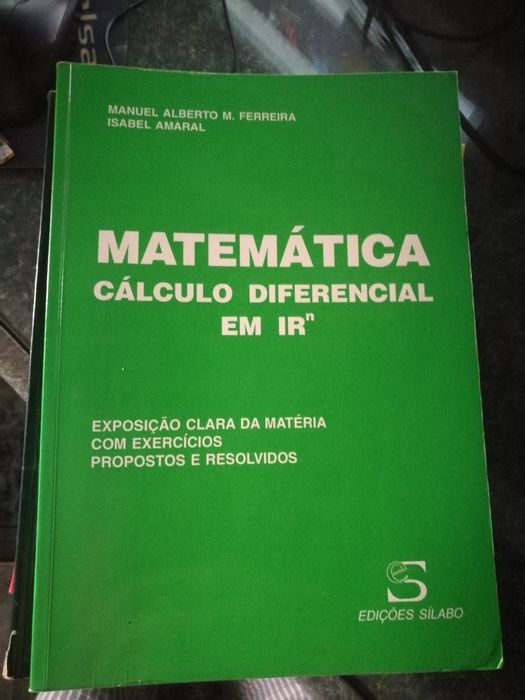 MANUEL ALBERTO M. FERREIRA
ISABEL AMARAL
MATEMÁTICA
CÁLCULO DIFERENCIAL
EM IRⁿ
EXPOSIÇÃO CLARA DA MATÉRIA
COM EXERCÍCIOS
PROPOSTOS E RESOLVIDOS
eS
EDIÇÕES SÍLABO